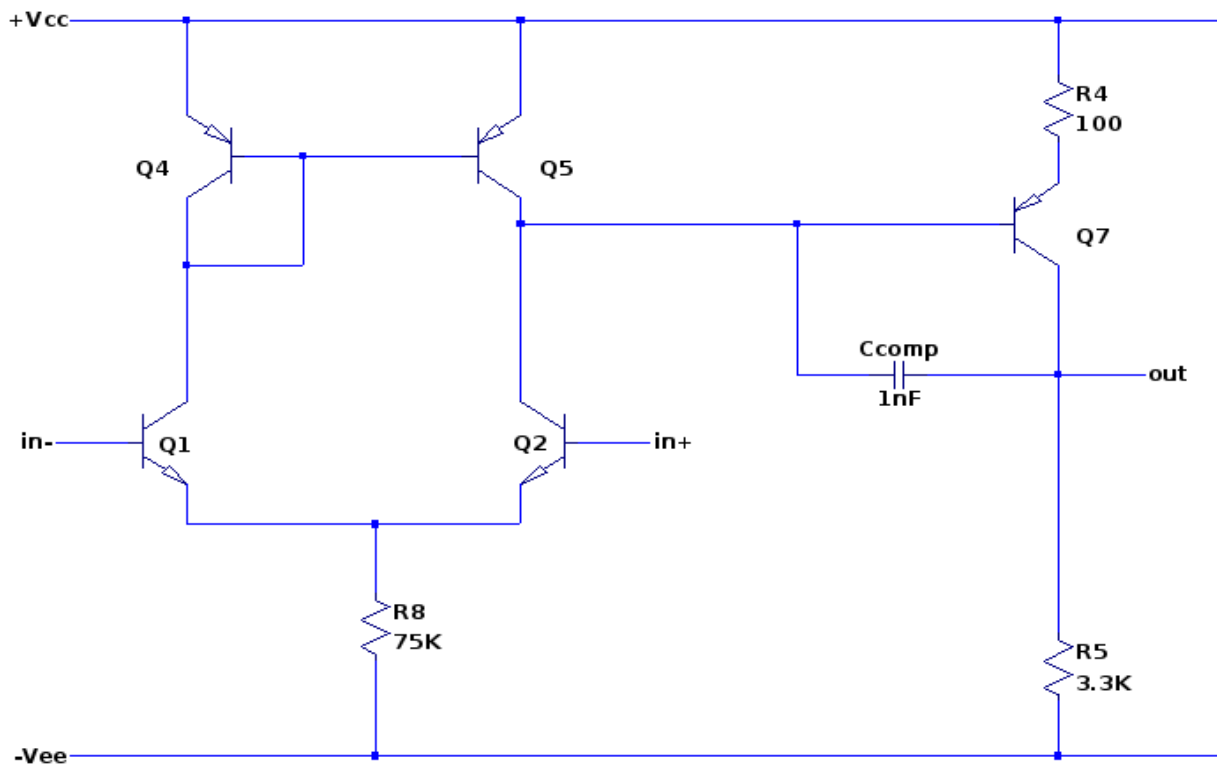 +Vcc
R4
100
Q4
Q5
Q7
Ccomp
1nF
out
in-
Q1
Q2
in+
R8
75K
R5
3.3K
-Vee